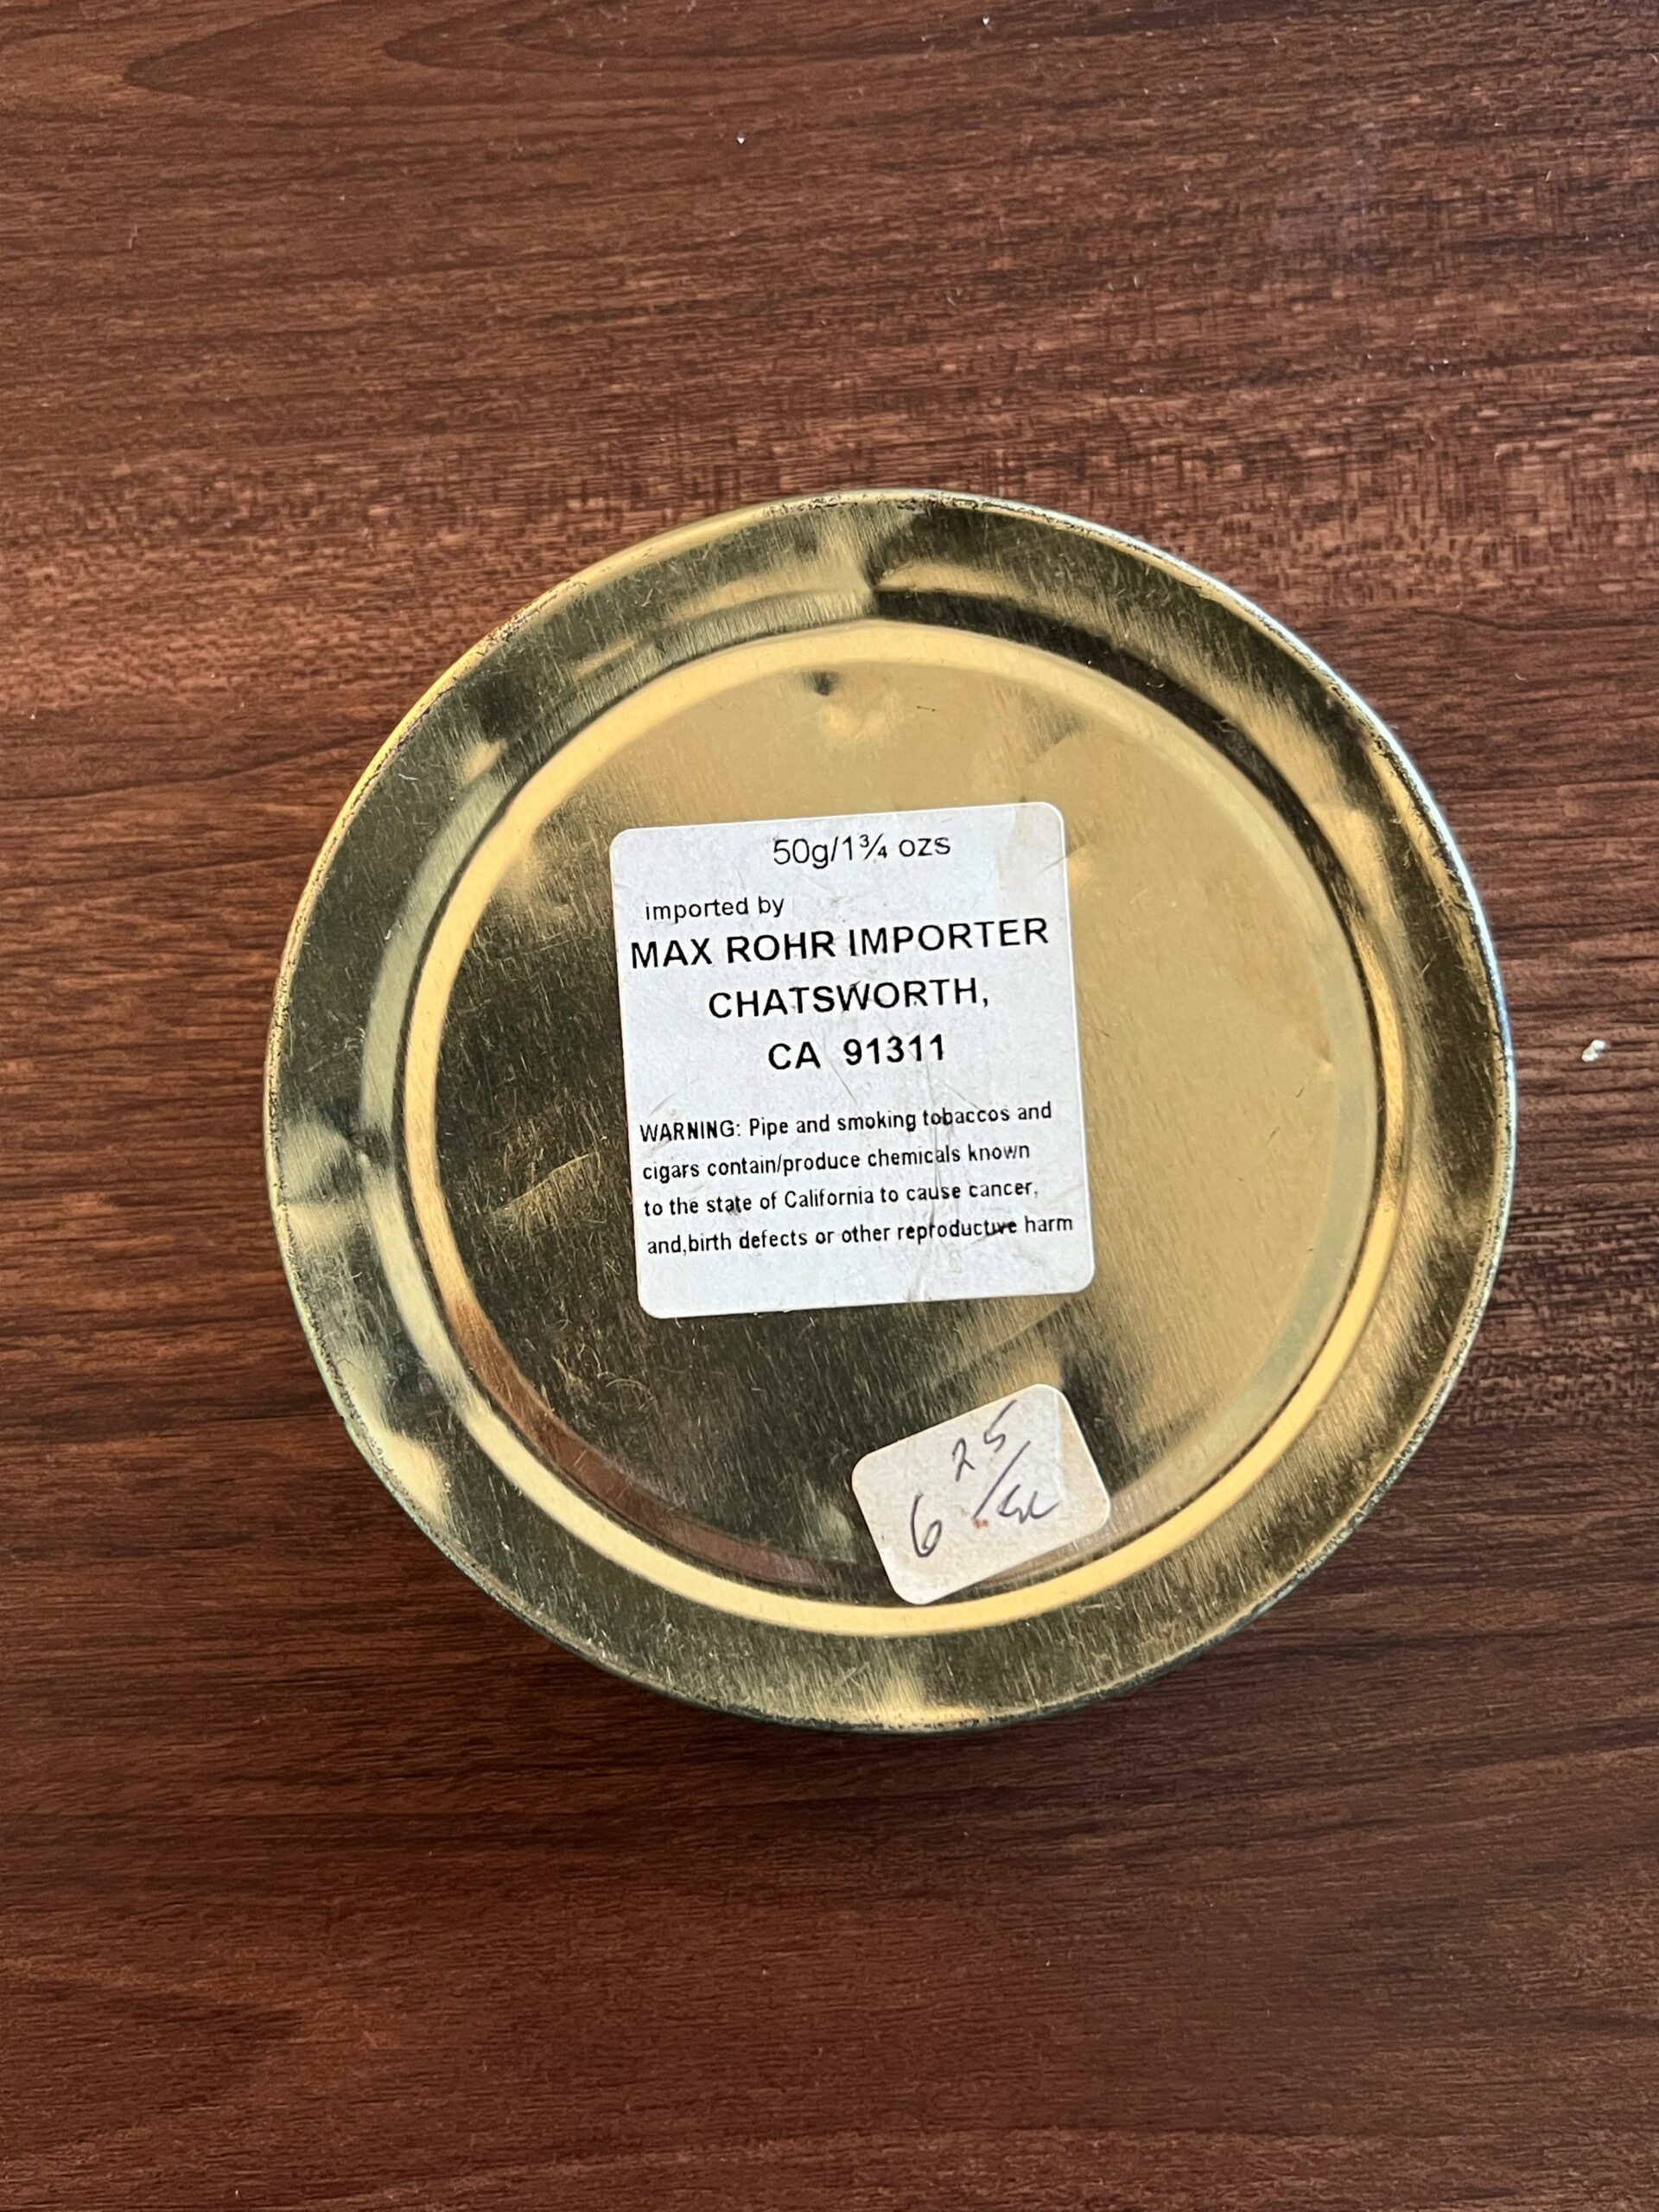 50g/1¾ ozs
imported by
MAX ROHR IMPORTER
CHATSWORTH,
CA 91311
WARNING: Pipe and smoking tobaccos and
cigars contain/produce chemicals known
to the state of California to cause cancer,
and,birth defects or other reproductive harm
6 25/